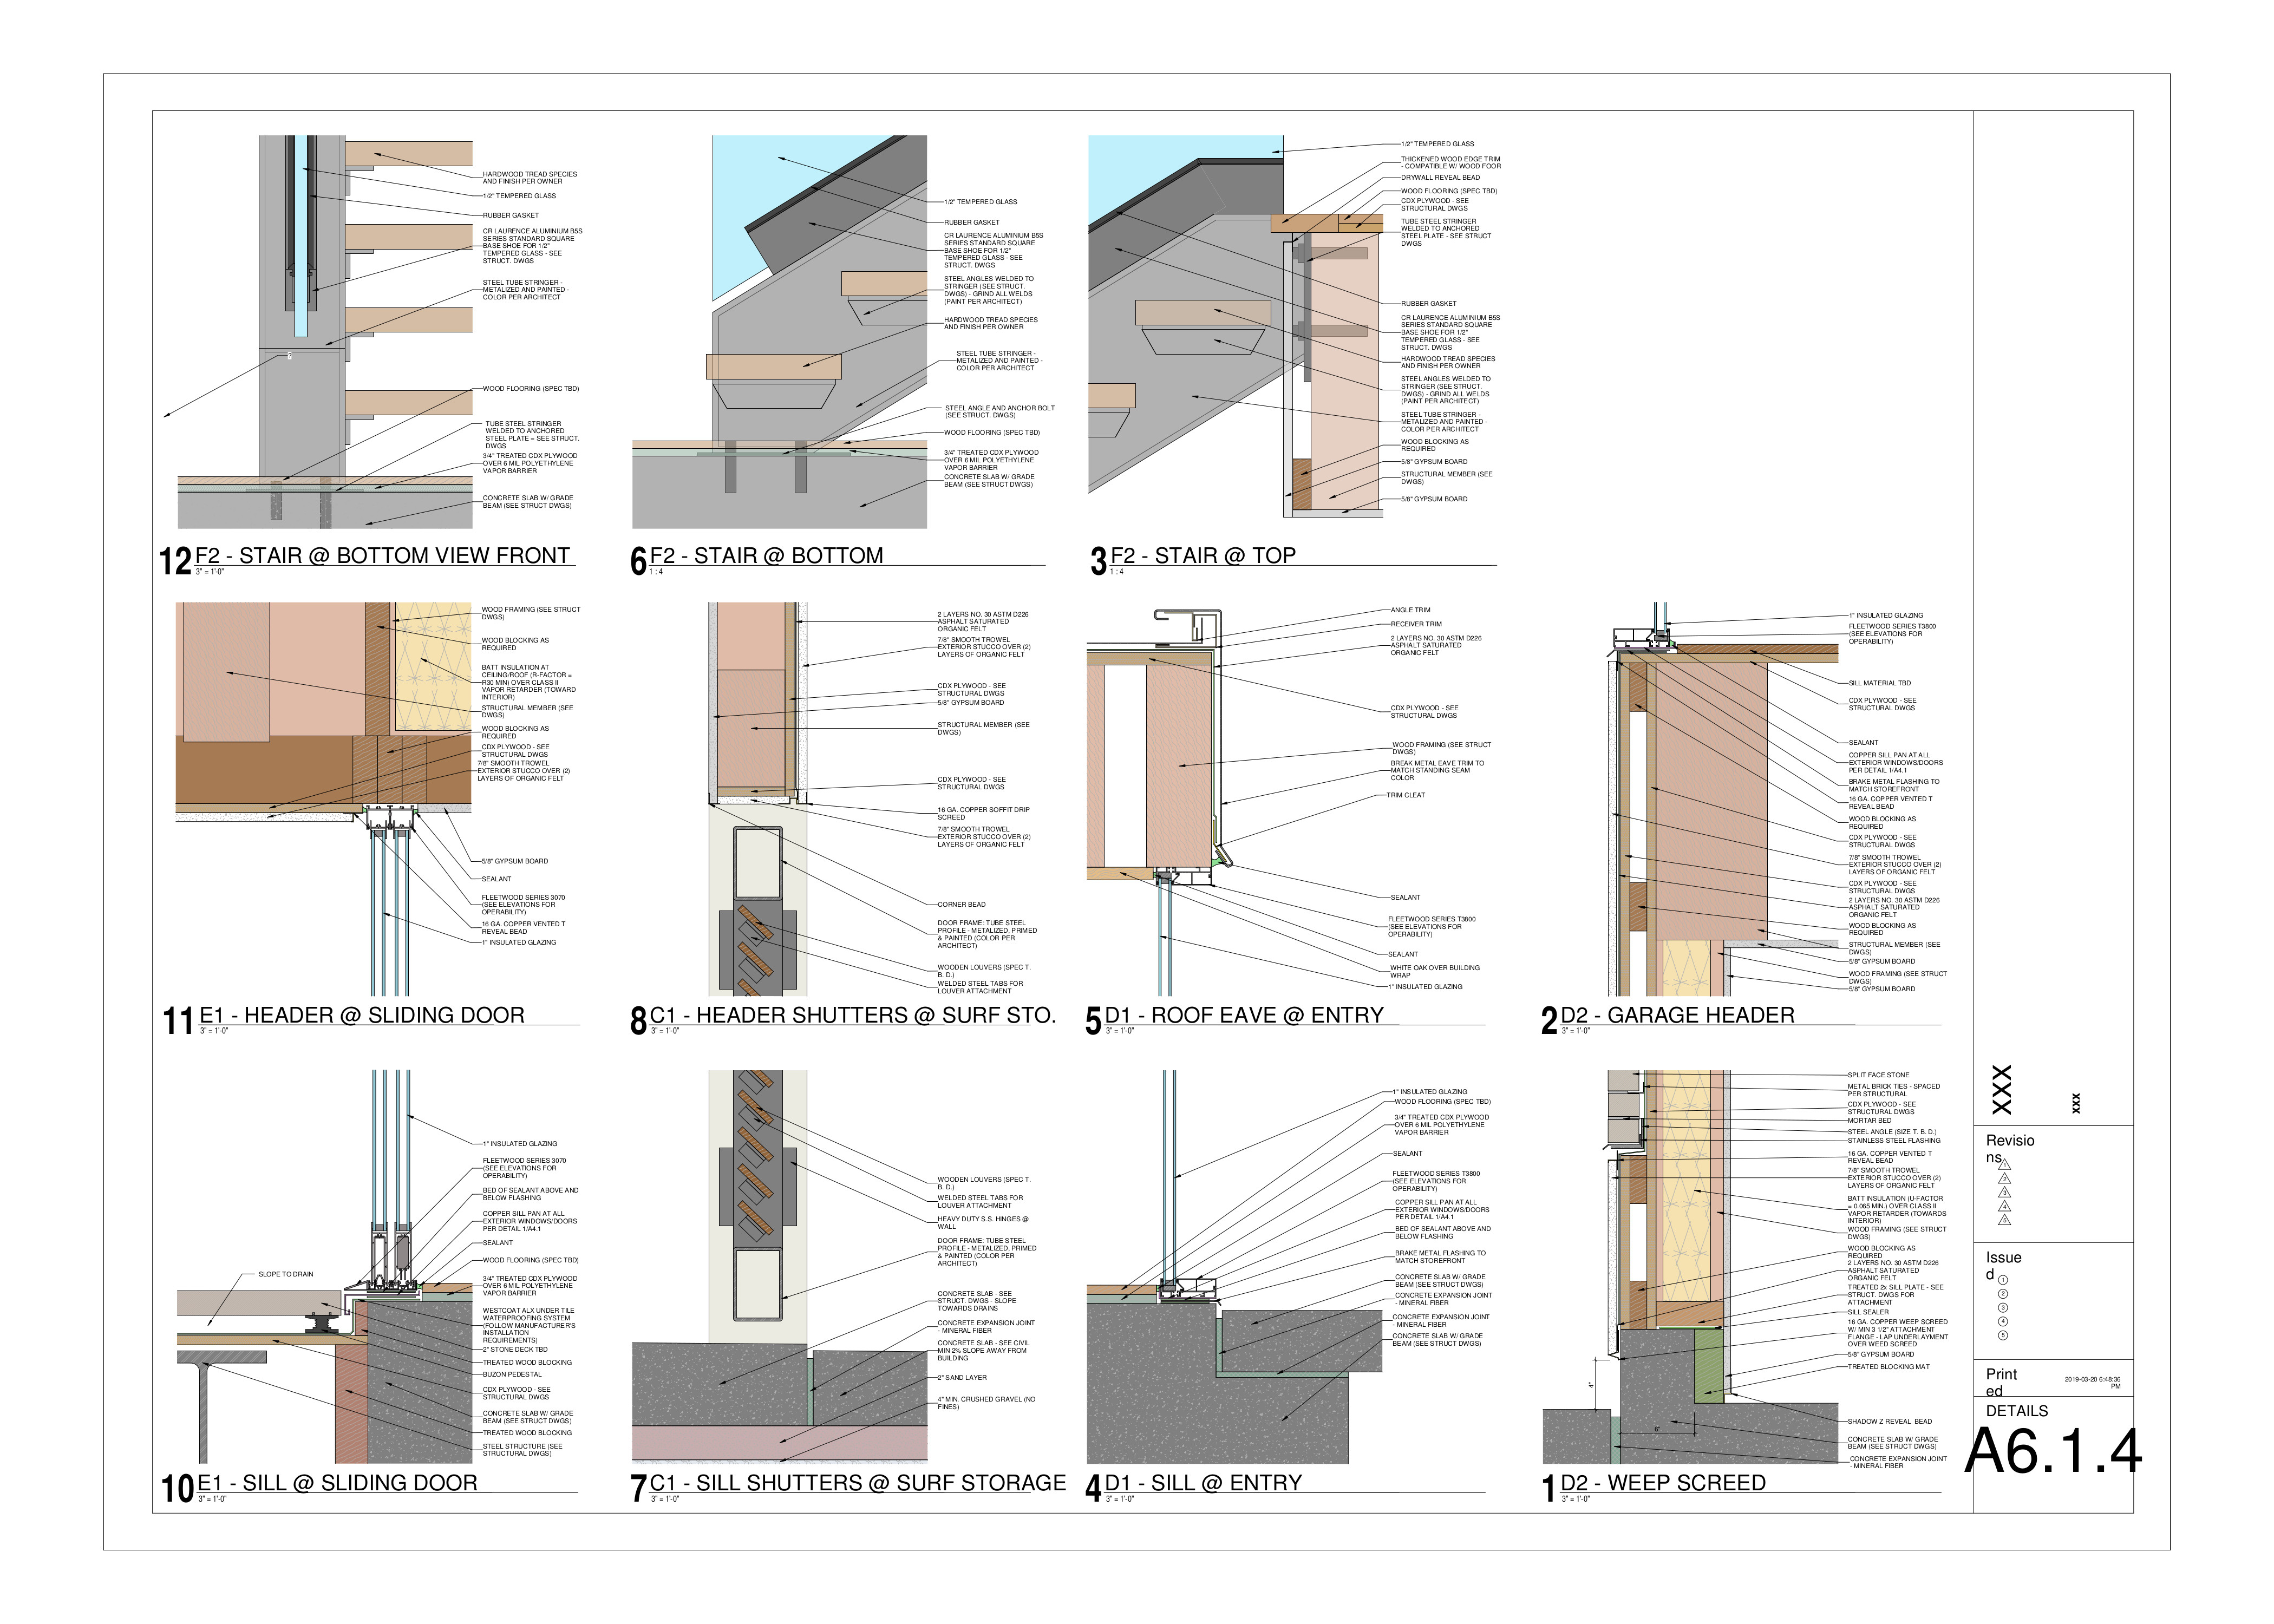 HARDWOOD TREAD SPECIES
AND FINISH PER OWNER
1/2" TEMPERED GLASS
RUBBER GASKET
CR LAURENCE ALUMINIUM B5S
SERIES STANDARD SQUARE
BASE SHOE FOR 1/2"
TEMPERED GLASS - SEE
STRUCT. DWGS
STEEL TUBE STRINGER -
METALIZED AND PAINTED -
COLOR PER ARCHITECT
?
WOOD FLOORING (SPEC TBD)
TUBE STEEL STRINGER
WELDED TO ANCHORED
STEEL PLATE = SEE STRUCT.
DWGS
3/4" TREATED CDX PLYWOOD
OVER 6 MIL POLYETHYLENE
VAPOR BARRIER
CONCRETE SLAB W/ GRADE
BEAM (SEE STRUCT DWGS)
12 F2 - STAIR @ BOTTOM VIEW FRONT
3" = 1'-0"
1/2" TEMPERED GLASS
RUBBER GASKET
CR LAURENCE ALUMINIUM B5S
SERIES STANDARD SQUARE
BASE SHOE FOR 1/2"
TEMPERED GLASS - SEE
STRUCT. DWGS
STEEL ANGLES WELDED TO
STRINGER (SEE STRUCT.
DWGS) - GRIND ALL WELDS
(PAINT PER ARCHITECT)
HARDWOOD TREAD SPECIES
AND FINISH PER OWNER
STEEL TUBE STRINGER -
METALIZED AND PAINTED -
COLOR PER ARCHITECT
STEEL ANGLE AND ANCHOR BOLT
(SEE STRUCT. DWGS)
WOOD FLOORING (SPEC TBD)
3/4" TREATED CDX PLYWOOD
OVER 6 MIL POLYETHYLENE
VAPOR BARRIER
CONCRETE SLAB W/ GRADE
BEAM (SEE STRUCT DWGS)
6 F2 - STAIR @ BOTTOM
1 : 4
1/2" TEMPERED GLASS
THICKENED WOOD EDGE TRIM
- COMPATIBLE W/ WOOD FOOR
DRYWALL REVEAL BEAD
WOOD FLOORING (SPEC TBD)
CDX PLYWOOD - SEE
STRUCTURAL DWGS
TUBE STEEL STRINGER
WELDED TO ANCHORED
STEEL PLATE - SEE STRUCT
DWGS
RUBBER GASKET
CR LAURENCE ALUMINIUM B5S
SERIES STANDARD SQUARE
BASE SHOE FOR 1/2"
TEMPERED GLASS - SEE
STRUCT. DWGS
HARDWOOD TREAD SPECIES
AND FINISH PER OWNER
STEEL ANGLES WELDED TO
STRINGER (SEE STRUCT.
DWGS) - GRIND ALL WELDS
(PAINT PER ARCHITECT)
STEEL TUBE STRINGER -
METALIZED AND PAINTED -
COLOR PER ARCHITECT
WOOD BLOCKING AS
REQUIRED
5/8" GYPSUM BOARD
STRUCTURAL MEMBER (SEE
DWGS)
5/8" GYPSUM BOARD
3 F2 - STAIR @ TOP
1 : 4
WOOD FRAMING (SEE STRUCT
DWGS)
WOOD BLOCKING AS
REQUIRED
BATT INSULATION AT
CEILING/ROOF (R-FACTOR =
R30 MIN) OVER CLASS II
VAPOR RETARDER (TOWARD
INTERIOR)
STRUCTURAL MEMBER (SEE
DWGS)
WOOD BLOCKING AS
REQUIRED
CDX PLYWOOD - SEE
STRUCTURAL DWGS
7/8" SMOOTH TROWEL
EXTERIOR STUCCO OVER (2)
LAYERS OF ORGANIC FELT
5/8" GYPSUM BOARD
SEALANT
FLEETWOOD SERIES 3070
(SEE ELEVATIONS FOR
OPERABILITY)
16 GA. COPPER VENTED T
REVEAL BEAD
1" INSULATED GLAZING
11 E1 - HEADER @ SLIDING DOOR
3" = 1'-0"
2 LAYERS NO. 30 ASTM D226
ASPHALT SATURATED
ORGANIC FELT
7/8" SMOOTH TROWEL
EXTERIOR STUCCO OVER (2)
LAYERS OF ORGANIC FELT
CDX PLYWOOD - SEE
STRUCTURAL DWGS
5/8" GYPSUM BOARD
STRUCTURAL MEMBER (SEE
DWGS)
CDX PLYWOOD - SEE
STRUCTURAL DWGS
16 GA. COPPER SOFFIT DRIP
SCREED
7/8" SMOOTH TROWEL
EXTERIOR STUCCO OVER (2)
LAYERS OF ORGANIC FELT
CORNER BEAD
DOOR FRAME: TUBE STEEL
PROFILE - METALIZED, PRIMED
& PAINTED (COLOR PER
ARCHITECT)
WOODEN LOUVERS (SPEC T.
B. D.)
WELDED STEEL TABS FOR
LOUVER ATTACHMENT
8 C1 - HEADER SHUTTERS @ SURF STO.
3" = 1'-0"
ANGLE TRIM
RECEIVER TRIM
2 LAYERS NO. 30 ASTM D226
ASPHALT SATURATED
ORGANIC FELT
CDX PLYWOOD - SEE
STRUCTURAL DWGS
WOOD FRAMING (SEE STRUCT
DWGS)
BREAK METAL EAVE TRIM TO
MATCH STANDING SEAM
COLOR
TRIM CLEAT
SEALANT
FLEETWOOD SERIES T3800
(SEE ELEVATIONS FOR
OPERABILITY)
SEALANT
WHITE OAK OVER BUILDING
WRAP
1" INSULATED GLAZING
5 D1 - ROOF EAVE @ ENTRY
3" = 1'-0"
1" INSULATED GLAZING
FLEETWOOD SERIES T3800
(SEE ELEVATIONS FOR
OPERABILITY)
SILL MATERIAL TBD
CDX PLYWOOD - SEE
STRUCTURAL DWGS
SEALANT
COPPER SILL PAN AT ALL
EXTERIOR WINDOWS/DOORS
PER DETAIL 1/A4.1
BRAKE METAL FLASHING TO
MATCH STOREFRONT
16 GA. COPPER VENTED T
REVEAL BEAD
WOOD BLOCKING AS
REQUIRED
CDX PLYWOOD - SEE
STRUCTURAL DWGS
7/8" SMOOTH TROWEL
EXTERIOR STUCCO OVER (2)
LAYERS OF ORGANIC FELT
CDX PLYWOOD - SEE
STRUCTURAL DWGS
2 LAYERS NO. 30 ASTM D226
ASPHALT SATURATED
ORGANIC FELT
WOOD BLOCKING AS
REQUIRED
STRUCTURAL MEMBER (SEE
DWGS)
5/8" GYPSUM BOARD
WOOD FRAMING (SEE STRUCT
DWGS)
5/8" GYPSUM BOARD
2 D2 - GARAGE HEADER
3" = 1'-0"
SLOPE TO DRAIN
1" INSULATED GLAZING
FLEETWOOD SERIES 3070
(SEE ELEVATIONS FOR
OPERABILITY)
BED OF SEALANT ABOVE AND
BELOW FLASHING
COPPER SILL PAN AT ALL
EXTERIOR WINDOWS/DOORS
PER DETAIL 1/A4.1
SEALANT
WOOD FLOORING (SPEC TBD)
3/4" TREATED CDX PLYWOOD
OVER 6 MIL POLYETHYLENE
VAPOR BARRIER
WESTCOAT ALX UNDER TILE
WATERPROOFING SYSTEM
(FOLLOW MANUFACTURER'S
INSTALLATION
REQUIREMENTS)
2" STONE DECK TBD
TREATED WOOD BLOCKING
BUZON PEDESTAL
CDX PLYWOOD - SEE
STRUCTURAL DWGS
CONCRETE SLAB W/ GRADE
BEAM (SEE STRUCT DWGS)
TREATED WOOD BLOCKING
STEEL STRUCTURE (SEE
STRUCTURAL DWGS)
10 E1 - SILL @ SLIDING DOOR
3" = 1'-0"
WOODEN LOUVERS (SPEC T.
B. D.)
WELDED STEEL TABS FOR
LOUVER ATTACHMENT
HEAVY DUTY S.S. HINGES @
WALL
DOOR FRAME: TUBE STEEL
PROFILE - METALIZED, PRIMED
& PAINTED (COLOR PER
ARCHITECT)
CONCRETE SLAB - SEE
STRUCT. DWGS - SLOPE
TOWARDS DRAINS
CONCRETE EXPANSION JOINT
- MINERAL FIBER
CONCRETE SLAB - SEE CIVIL
MIN 2% SLOPE AWAY FROM
BUILDING
2" SAND LAYER
4" MIN. CRUSHED GRAVEL (NO
FINES)
7 C1 - SILL SHUTTERS @ SURF STORAGE
3" = 1'-0"
1" INSULATED GLAZING
WOOD FLOORING (SPEC TBD)
3/4" TREATED CDX PLYWOOD
OVER 6 MIL POLYETHYLENE
VAPOR BARRIER
SEALANT
FLEETWOOD SERIES T3800
(SEE ELEVATIONS FOR
OPERABILITY)
COPPER SILL PAN AT ALL
EXTERIOR WINDOWS/DOORS
PER DETAIL 1/A4.1
BED OF SEALANT ABOVE AND
BELOW FLASHING
BRAKE METAL FLASHING TO
MATCH STOREFRONT
CONCRETE SLAB W/ GRADE
BEAM (SEE STRUCT DWGS)
CONCRETE EXPANSION JOINT
- MINERAL FIBER
CONCRETE EXPANSION JOINT
- MINERAL FIBER
CONCRETE SLAB W/ GRADE
BEAM (SEE STRUCT DWGS)
4 D1 - SILL @ ENTRY
3" = 1'-0"
SPLIT FACE STONE
METAL BRICK TIES - SPACED
PER STRUCTURAL
CDX PLYWOOD - SEE
STRUCTURAL DWGS
MORTAR BED
STEEL ANGLE (SIZE T. B. D.)
STAINLESS STEEL FLASHING
16 GA. COPPER VENTED T
REVEAL BEAD
7/8" SMOOTH TROWEL
EXTERIOR STUCCO OVER (2)
LAYERS OF ORGANIC FELT
BATT INSULATION (U-FACTOR
= 0.065 MIN.) OVER CLASS II
VAPOR RETARDER (TOWARDS
INTERIOR)
WOOD FRAMING (SEE STRUCT
DWGS)
WOOD BLOCKING AS
REQUIRED
2 LAYERS NO. 30 ASTM D226
ASPHALT SATURATED
ORGANIC FELT
TREATED 2x SILL PLATE - SEE
STRUCT. DWGS FOR
ATTACHMENT
SILL SEALER
16 GA. COPPER WEEP SCREED
W/ MIN 3 1/2" ATTACHMENT
FLANGE - LAP UNDERLAYMENT
OVER WEEP SCREED
5/8" GYPSUM BOARD
TREATED BLOCKING MAT
4"
6"
SHADOW Z REVEAL BEAD
CONCRETE SLAB W/ GRADE
BEAM (SEE STRUCT DWGS)
CONCRETE EXPANSION JOINT
- MINERAL FIBER
1 D2 - WEEP SCREED
3" = 1'-0"
XXX
XXX
Revisio
ns
1
2
3
4
5
Issue
d
1
2
3
4
5
Print
ed
2019-03-20 6:48:36
PM
DETAILS
A6.1.4